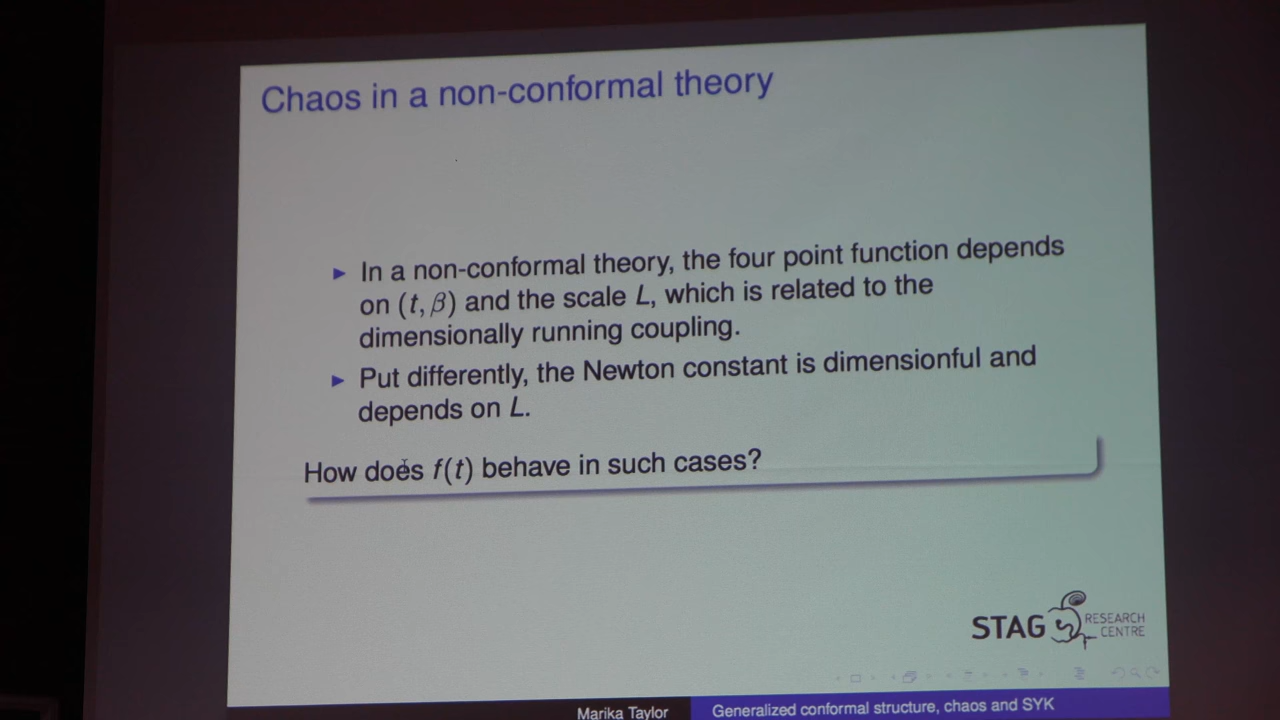 Chaos in a non-conformal theory
► In a non-conformal theory, the four point function depends
on (t, β) and the scale L, which is related to the
dimensionally running coupling.
► Put differently, the Newton constant is dimensionful and
depends on L.
How does f(t) behave in such cases?
STAG RESEARCH
CENTRE
Marika Taylor Generalized conformal structure, chaos and SYK